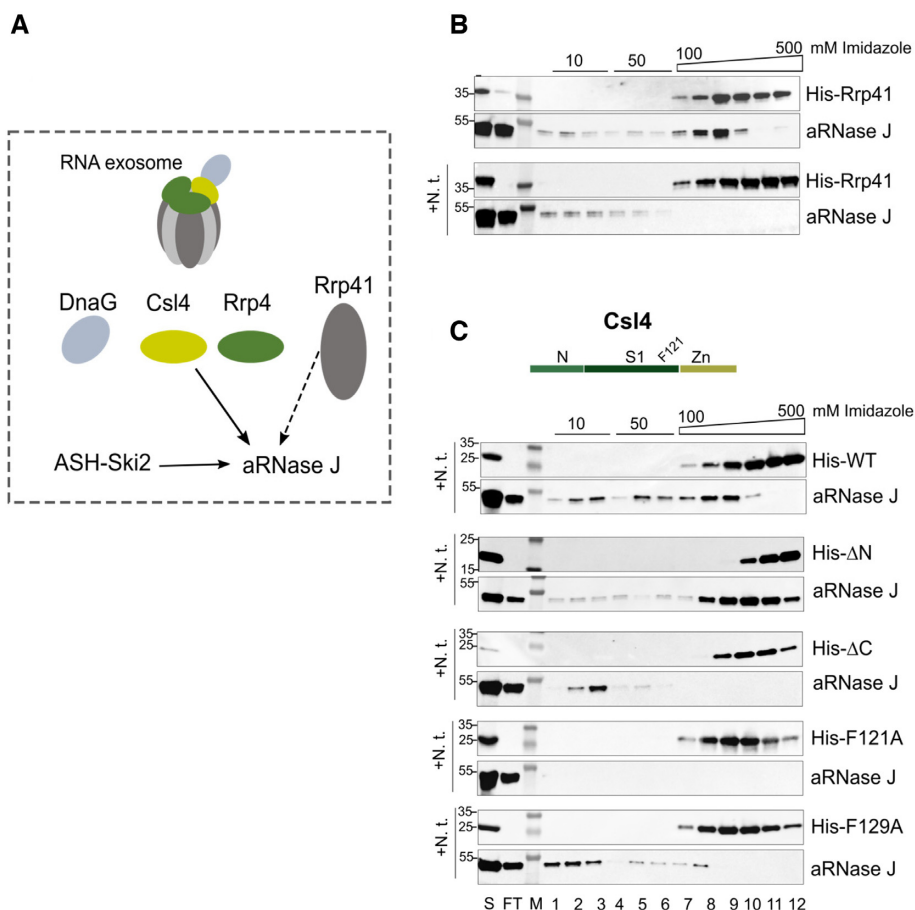 A
RNA exosome
DnaG
Csl4
Rrp4
Rrp41
ASH-Ski2
aRNase J
B
10
50
100
500
mM Imidazole
35
His-Rrp41
55
aRNase J
+N. t.
35
His-Rrp41
55
aRNase J
C
Csl4
N
S1
F121
Zn
10
50
100
500
mM Imidazole
+N. t.
35
25
His-WT
55
aRNase J
+N. t.
25
15
His-ΔN
55
aRNase J
+N. t.
35
25
His-ΔC
55
aRNase J
+N. t.
35
25
His-F121A
55
aRNase J
+N. t.
35
25
His-F129A
55
aRNase J
S FT M 1 2 3 4 5 6 7 8 9 10 11 12